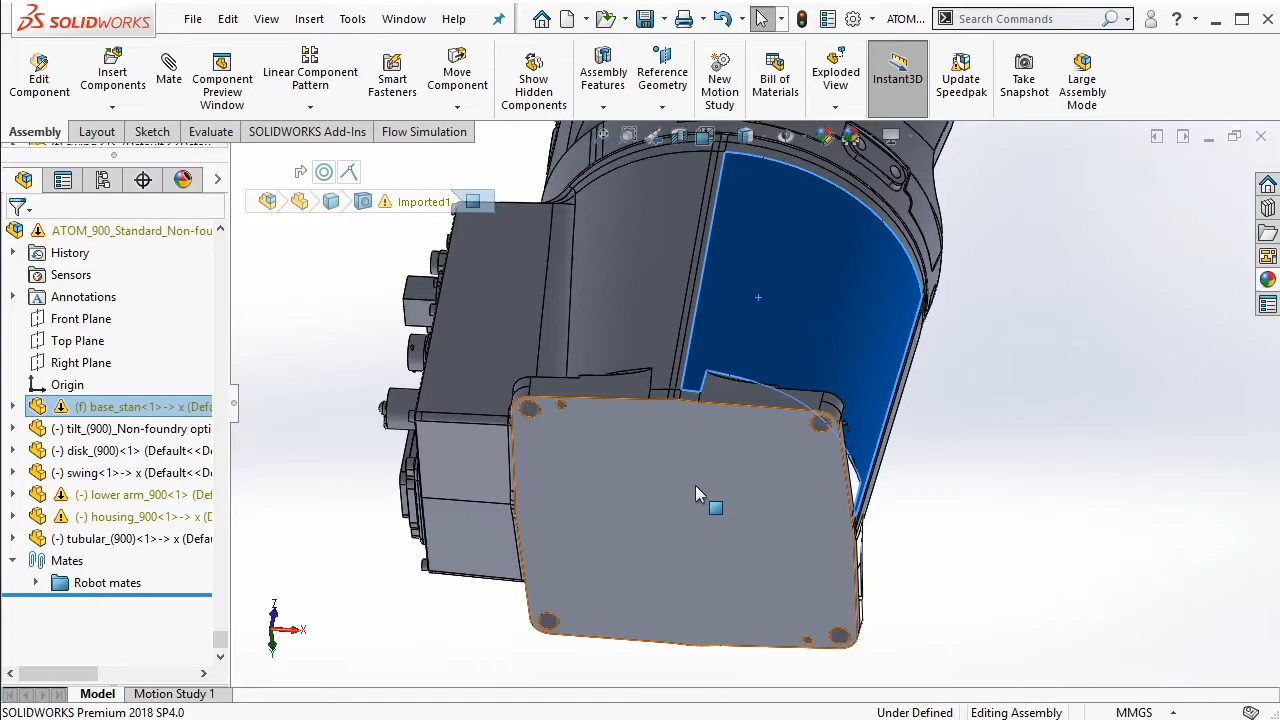 SOLIDWORKS
File Edit View Insert Tools Window Help
ATOM...
Search Commands
?
Edit Component
Insert Components
Mate
Component Preview Window
Linear Component Pattern
Smart Fasteners
Move Component
Show Hidden Components
Assembly Features
Reference Geometry
New Motion Study
Bill of Materials
Exploded View
Instant3D
Update Speedpak
Take Snapshot
Large Assembly Mode
Assembly Layout Sketch Evaluate SOLIDWORKS Add-Ins Flow Simulation
Imported1
ATOM_900_Standard_Non-fou
History
Sensors
Annotations
Front Plane
Top Plane
Right Plane
Origin
(f) base_stan<1>-> x (Defa
(-) tilt_(900)_Non-foundry opti
(-) disk_(900)<1> (Default<<D
(-) swing<1>-> x (Default<<De
(-) lower arm_900<1> (Def
(-) housing_900<1>-> x (D
(-) tubular_(900)<1>-> x (Defa
Mates
Robot mates
Z
X
Y
Model Motion Study 1
SOLIDWORKS Premium 2018 SP4.0
Under Defined Editing Assembly MMGS